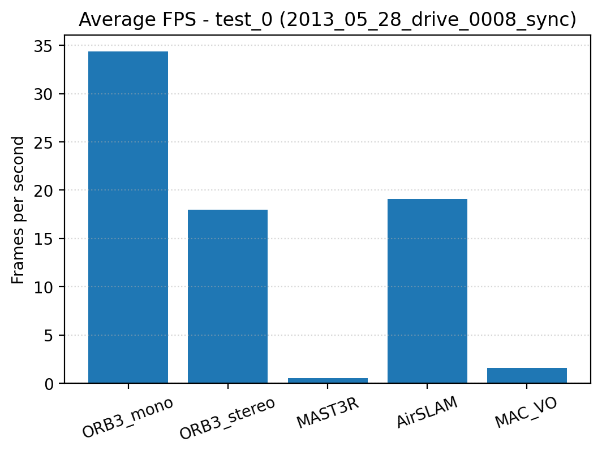 Average FPS - test_0 (2013_05_28_drive_0008_sync)
Frames per second
35
30
25
20
15
10
5
0
ORB3_mono
ORB3_stereo
MAST3R
AirSLAM
MAC_VO